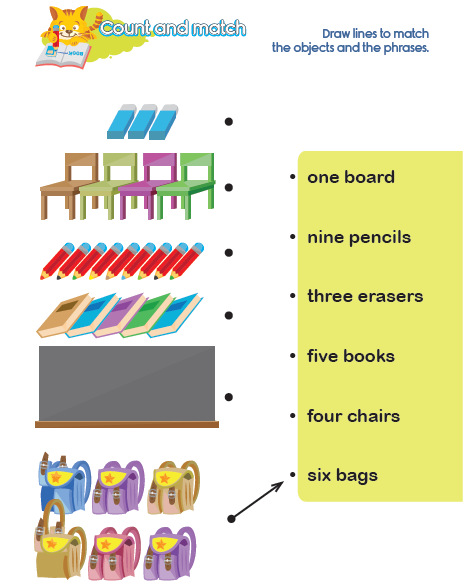 Count and match
Draw lines to match
the objects and the phrases.
• one board
• nine pencils
• three erasers
• five books
• four chairs
• six bags